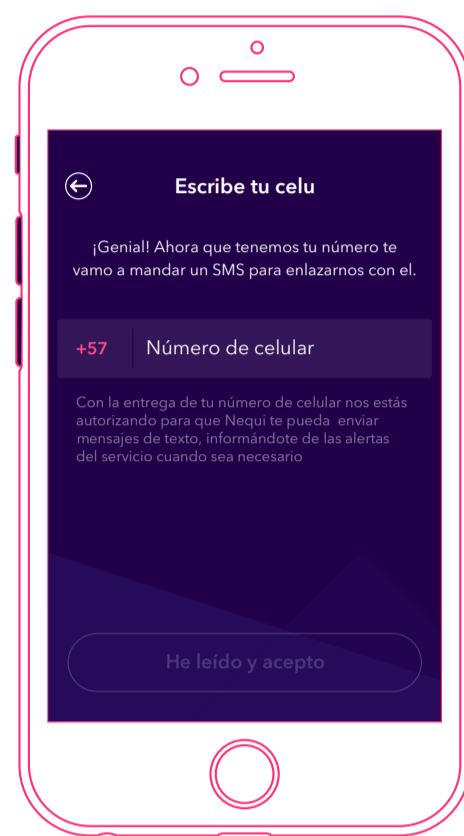 Escribe tu celu
¡Genial! Ahora que tenemos tu número te
vamo a mandar un SMS para enlazarnos con el.
+57 Número de celular
Con la entrega de tu número de celular nos estás
autorizando para que Nequi te pueda enviar
mensajes de texto, informándote de las alertas
del servicio cuando sea necesario
He leído y acepto